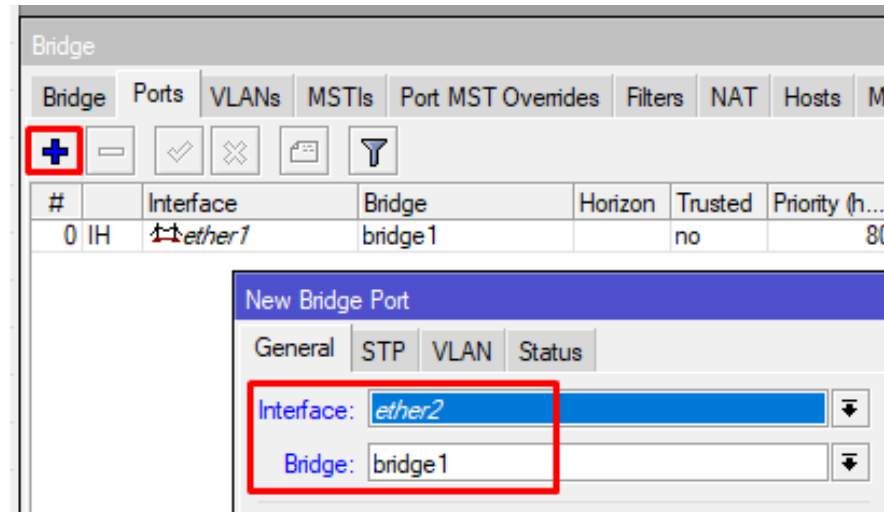 Bridge
Bridge Ports VLANs MSTIs Port MST Overrides Filters NAT Hosts M
# Interface Bridge Horizon Trusted Priority (h...
0 IH ether1 bridge1 no 80
New Bridge Port
General STP VLAN Status
Interface: ether2
Bridge: bridge1